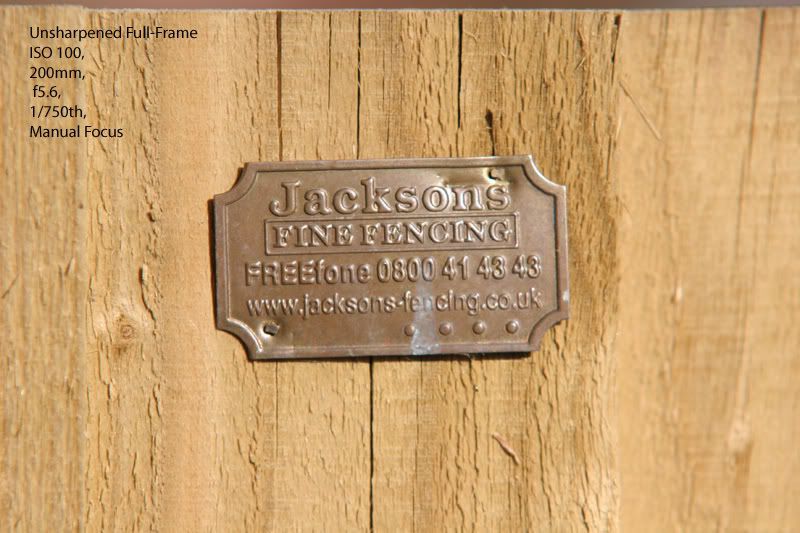 Unsharpened Full-Frame
ISO 100,
200mm,
f5.6,
1/750th,
Manual Focus
Jacksons
FINE FENCING
FREEfone 0800 41 43 43
www.jacksons-fencing.co.uk